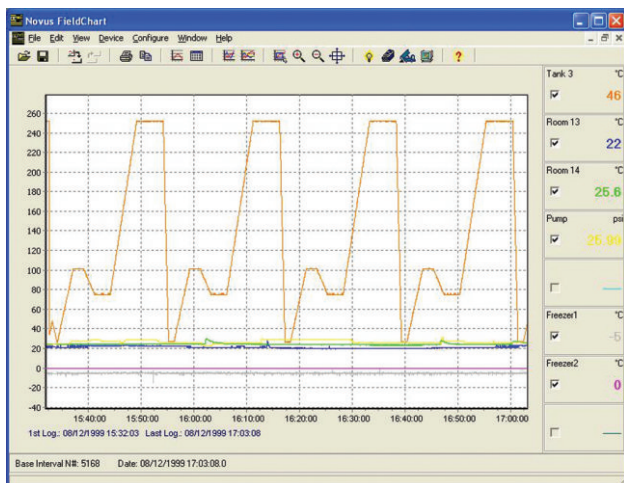 Novus FieldChart
File Edit View Device Configure Window Help
Tank 3 °C
46
Room 13 °C
22
Room 14 °C
25.6
Pump psi
25.99
Freezer1 °C
-5
Freezer2 °C
0
260
240
220
200
180
160
140
120
100
80
60
40
20
0
-20
-40
15:40:00 15:50:00 16:00:00 16:10:00 16:20:00 16:30:00 16:40:00 16:50:00 17:00:00
1st Log.: 08/12/1999 15:32:03 Last Log.: 08/12/1999 17:03:08
Base Interval N#: 5168 Date: 08/12/1999 17:03:08.0